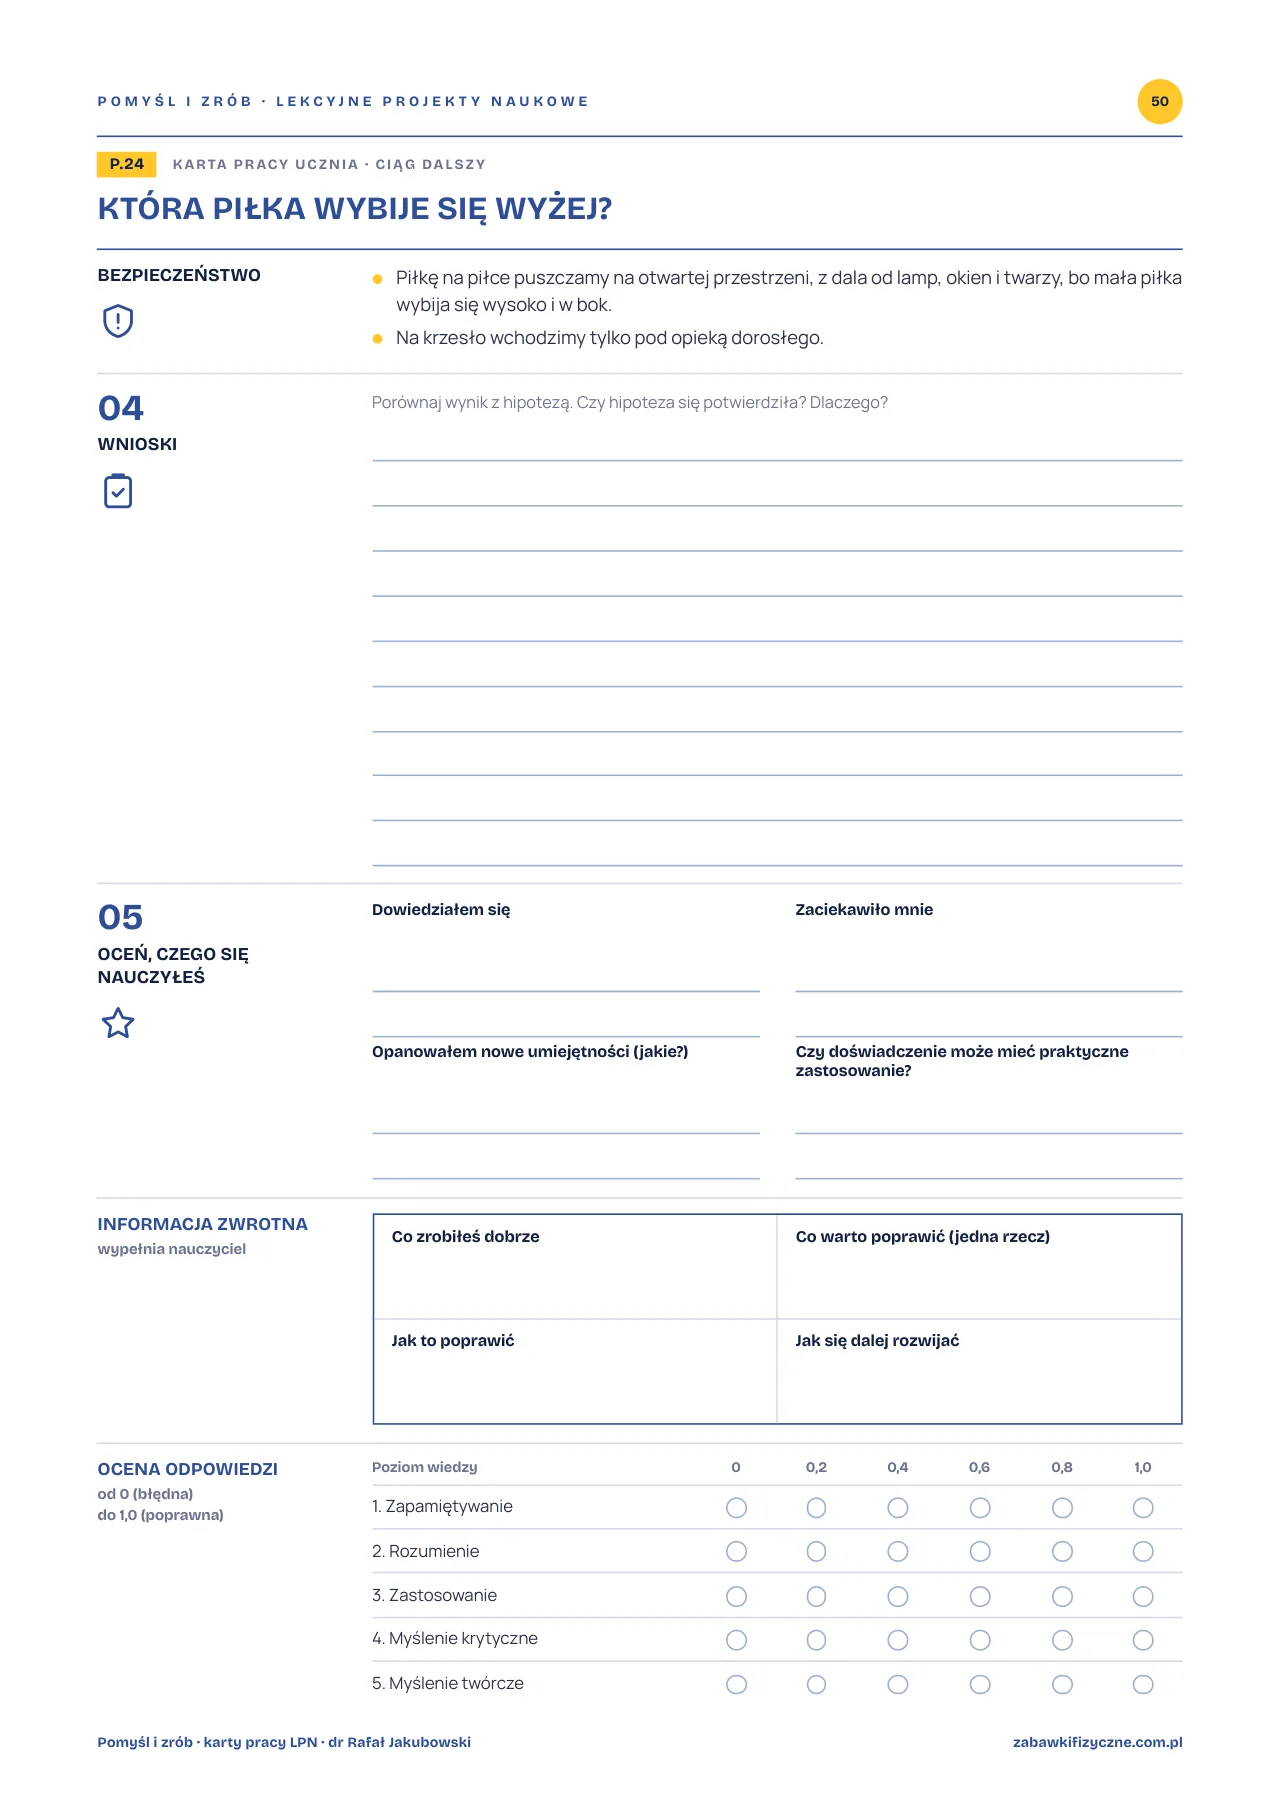 POMYŚL I ZRÓB · LEKCYJNE PROJEKTY NAUKOWE
50
P.24 KARTA PRACY UCZNIA · CIĄG DALSZY
KTÓRA PIŁKA WYBIJE SIĘ WYŻEJ?
BEZPIECZEŃSTWO
Piłkę na piłce puszczamy na otwartej przestrzeni, z dala od lamp, okien i twarzy, bo mała piłka
wybija się wysoko i w bok.
Na krzesło wchodzimy tylko pod opieką dorosłego.
04
WNIOSKI
Porównaj wynik z hipotezą. Czy hipoteza się potwierdziła? Dlaczego?
05
OCEŃ, CZEGO SIĘ
NAUCZYŁEŚ
Dowiedziałem się
Zaciekawiło mnie
Opanowałem nowe umiejętności (jakie?)
Czy doświadczenie może mieć praktyczne
zastosowanie?
INFORMACJA ZWROTNA
wypełnia nauczyciel
Co zrobiłeś dobrze
Co warto poprawić (jedna rzecz)
Jak to poprawić
Jak się dalej rozwijać
OCENA ODPOWIEDZI
od 0 (błędna)
do 1,0 (poprawna)
Poziom wiedzy 0 0,2 0,4 0,6 0,8 1,0
1. Zapamiętywanie
2. Rozumienie
3. Zastosowanie
4. Myślenie krytyczne
5. Myślenie twórcze
Pomyśl i zrób · karty pracy LPN · dr Rafał Jakubowski
zabawkifizyczne.com.pl